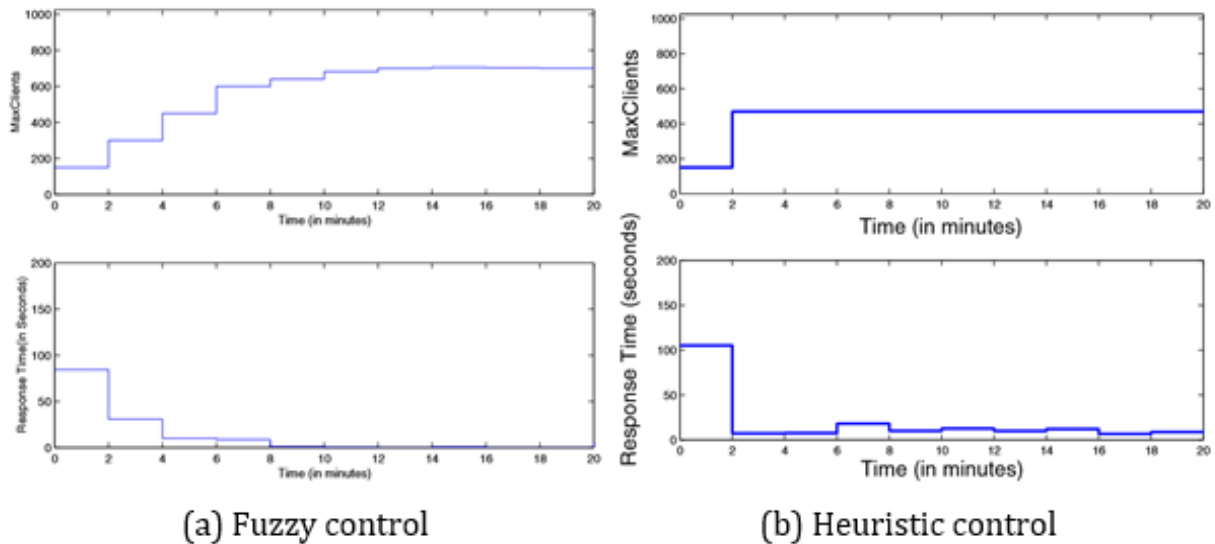 MaxClients
1000
800
600
400
200
0
0 2 4 6 8 10 12 14 16 18 20
Time (in minutes)
Response Time(in Seconds)
200
150
100
50
0
0 2 4 6 8 10 12 14 16 18 20
Time (in minutes)
(a) Fuzzy control
MaxClients
1000
800
600
400
200
0
0 2 4 6 8 10 12 14 16 18 20
Time (in minutes)
Response Time (seconds)
200
150
100
50
0
0 2 4 6 8 10 12 14 16 18 20
Time (in minutes)
(b) Heuristic control